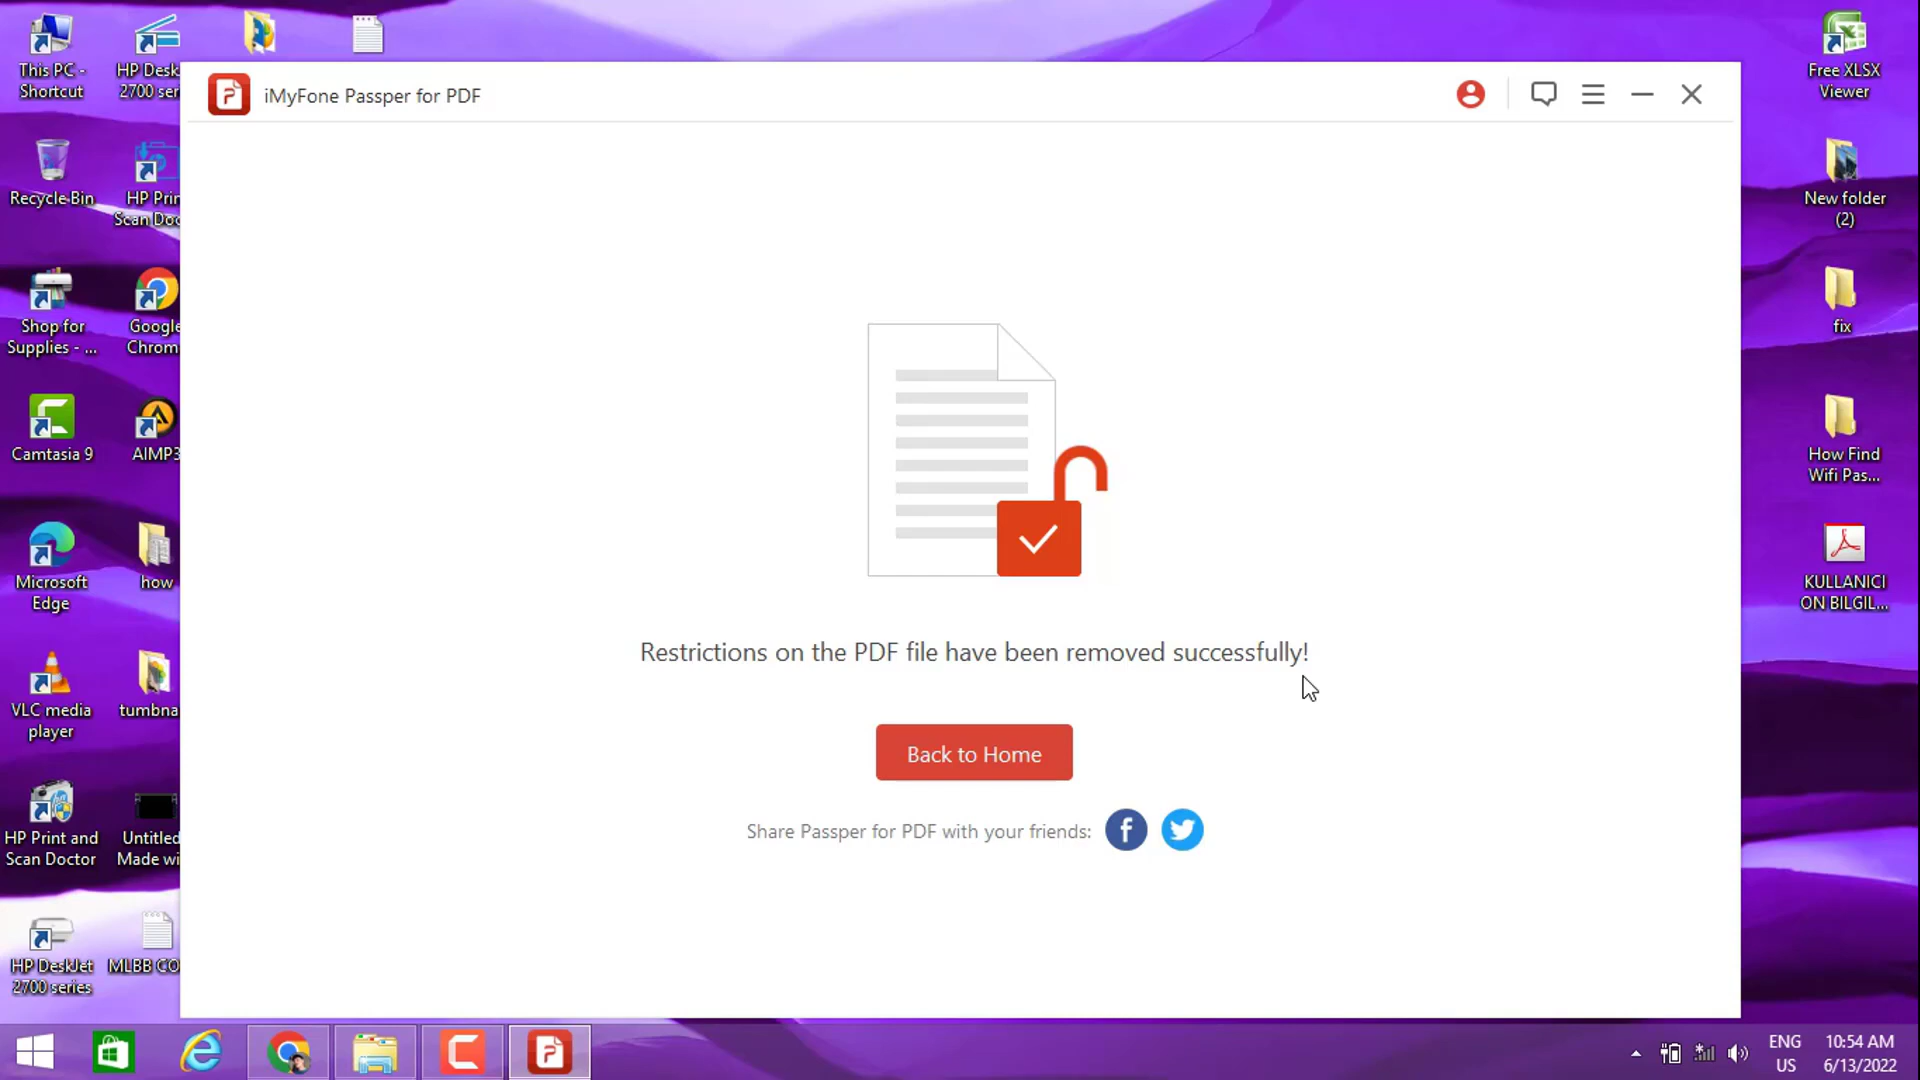 This PC -
Shortcut
HP Desk
2700 ser
iMyFone Passper for PDF
Free XLSX
Viewer
Recycle Bin
HP Prin
Scan Doc
New folder
(2)
Shop for
Supplies - ...
Google
Chrom
fix
Camtasia 9
AIMP3
How Find
Wifi Pas...
Microsoft
Edge
how
KULLANICI
ON BILGIL...
Restrictions on the PDF file have been removed successfully!
VLC media
player
tumbna
Back to Home
Share Passper for PDF with your friends:
HP Print and
Scan Doctor
Untitled
Made wi
HP DeskJet
2700 series
MLBB CO
ENG
US
10:54 AM
6/13/2022